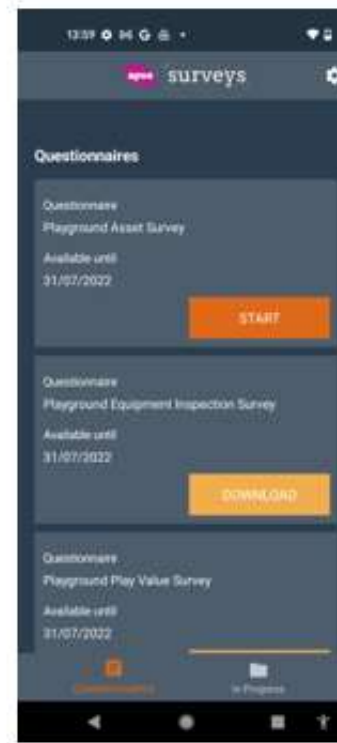 13:59
apse surveys
Questionnaires
Questionnaire
Playground Asset Survey
Available until
31/07/2022
START
Questionnaire
Playground Equipment Inspection Survey
Available until
31/07/2022
DOWNLOAD
Questionnaire
Playground Play Value Survey
Available until
31/07/2022
Questionnaires
In Progress